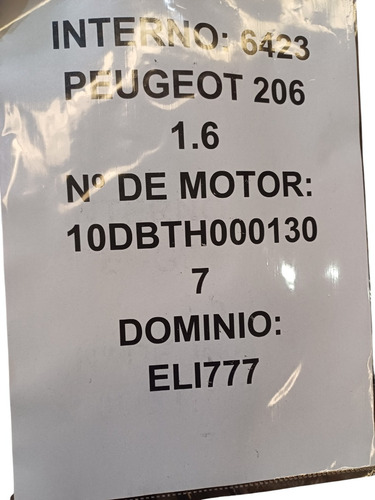 INTERNO: 6423
PEUGEOT 206
1.6
Nº DE MOTOR:
10DBTH000130
7
DOMINIO:
ELI777